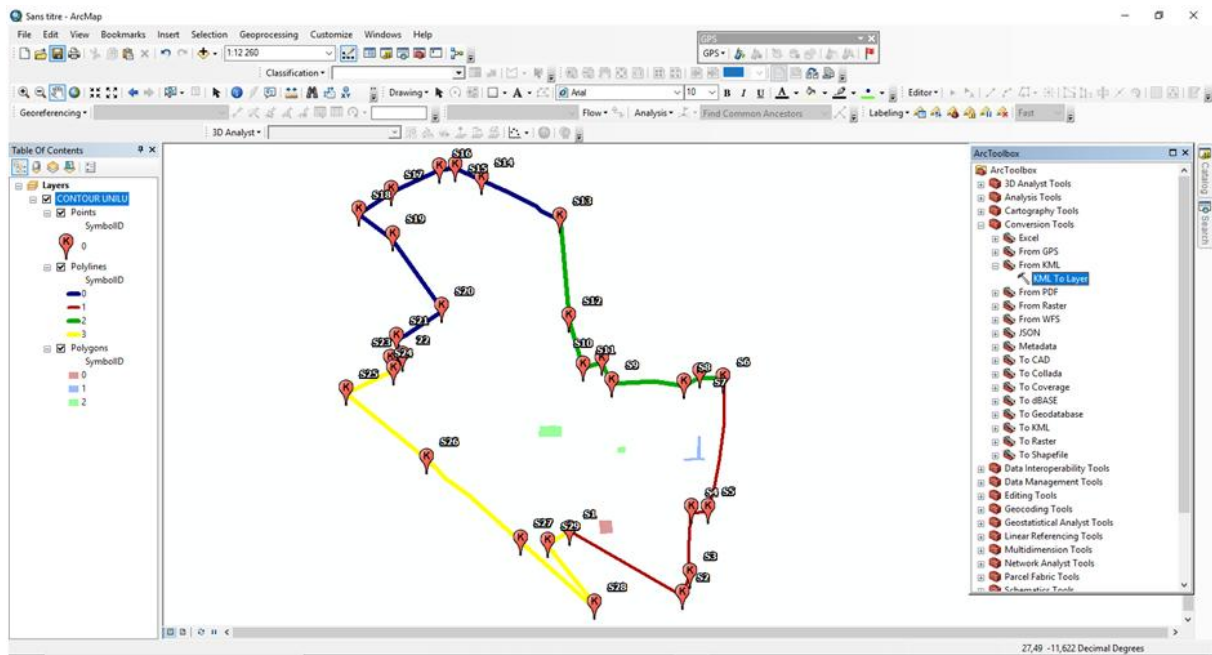 Sans titre - ArcMap
File Edit View Bookmarks Insert Selection Geoprocessing Customize Windows Help
GPS
1:12 260
GPS
Classification
Drawing Arial 10 B I U A Editor
Georeferencing Flow Analysis Find Common Ancestors Labeling Fast
3D Analyst
Table Of Contents
Layers
CONTOUR UNILU
Points
SymbolID
0
Polylines
SymbolID
0
1
2
3
Polygons
SymbolID
0
1
2
S16
S14
S15
S17
S18
S13
S19
S20
S12
S21
22
S23
S24
S10
S11
S8
S6
S9
S7
S25
S26
S4
S5
S1
S27
S29
S3
S2
S28
ArcToolbox
ArcToolbox
3D Analyst Tools
Analysis Tools
Cartography Tools
Conversion Tools
Excel
From GPS
From KML
KML To Layer
From PDF
From Raster
From WFS
JSON
Metadata
To CAD
To Collada
To Coverage
To dBASE
To Geodatabase
To KML
To Raster
To Shapefile
Data Interoperability Tools
Data Management Tools
Editing Tools
Geocoding Tools
Geostatistical Analyst Tools
Linear Referencing Tools
Multidimension Tools
Network Analyst Tools
Parcel Fabric Tools
Schematics Tools
Catalog
Search
27,49 -11,622 Decimal Degrees